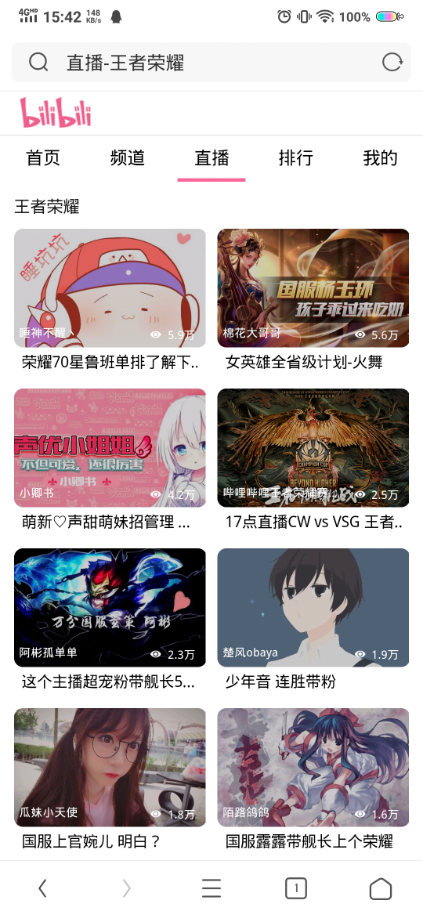 4GHD 15:42 148 KB/s 100%
直播-王者荣耀
bilibili
首页 频道 直播 排行 我的
王者荣耀
睡坑坑
睡神不醒 5.9万
荣耀70星鲁班单排了解下..
国服杨玉环
孩子乖过来吃奶
棉花大哥哥 5.6万
女英雄全省级计划-火舞
声优小姐姐
不但可爱，还很厉害
小卿书
小卿书 4.2万
萌新♡声甜萌妹招管理 ...
BEYOND HIGHER
哔哩哔哩王者荣耀赛 2.5万
17点直播CW vs VSG 王者..
万分国服玄策 阿彬
阿彬孤单单 2.3万
这个主播超宠粉带舰长5...
楚风obaya 1.9万
少年音 连胜带粉
瓜妹小天使 1.8万
国服上官婉儿 明白？
陌路鸽鸽 1.6万
国服露露带舰长上个荣耀
1